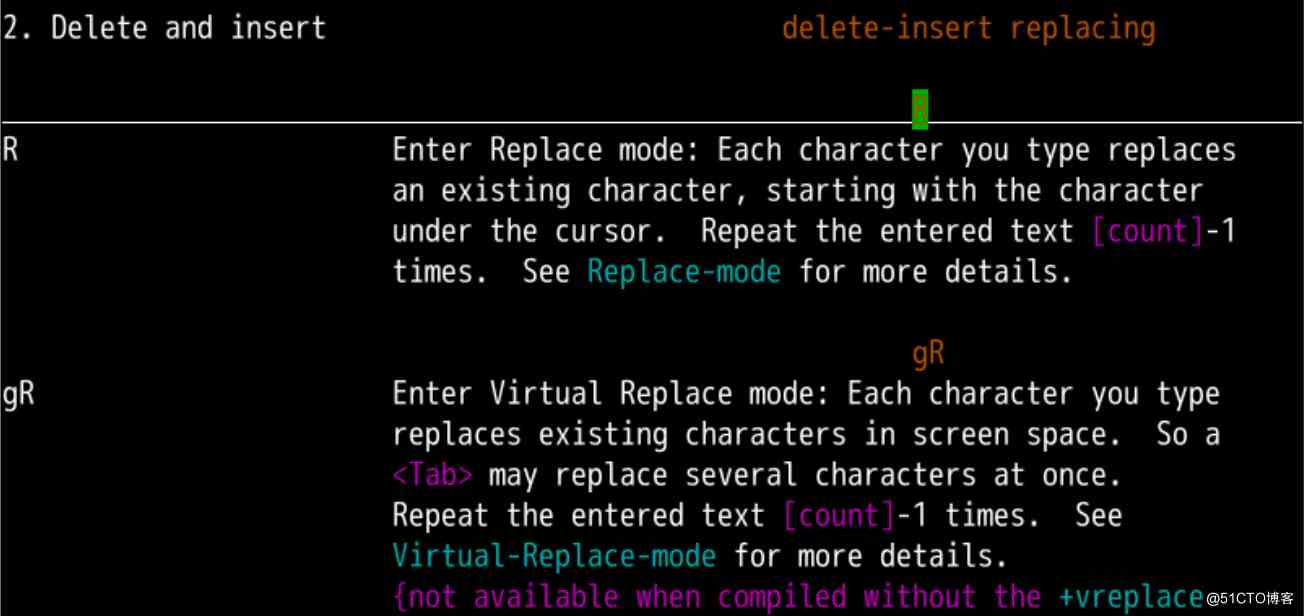 2. Delete and insert delete-insert replacing
R
R Enter Replace mode: Each character you type replaces
an existing character, starting with the character
under the cursor. Repeat the entered text [count]-1
times. See Replace-mode for more details.
gR
gR Enter Virtual Replace mode: Each character you type
replaces existing characters in screen space. So a
<Tab> may replace several characters at once.
Repeat the entered text [count]-1 times. See
Virtual-Replace-mode for more details.
{not available when compiled without the +vreplace
@51CTO博客